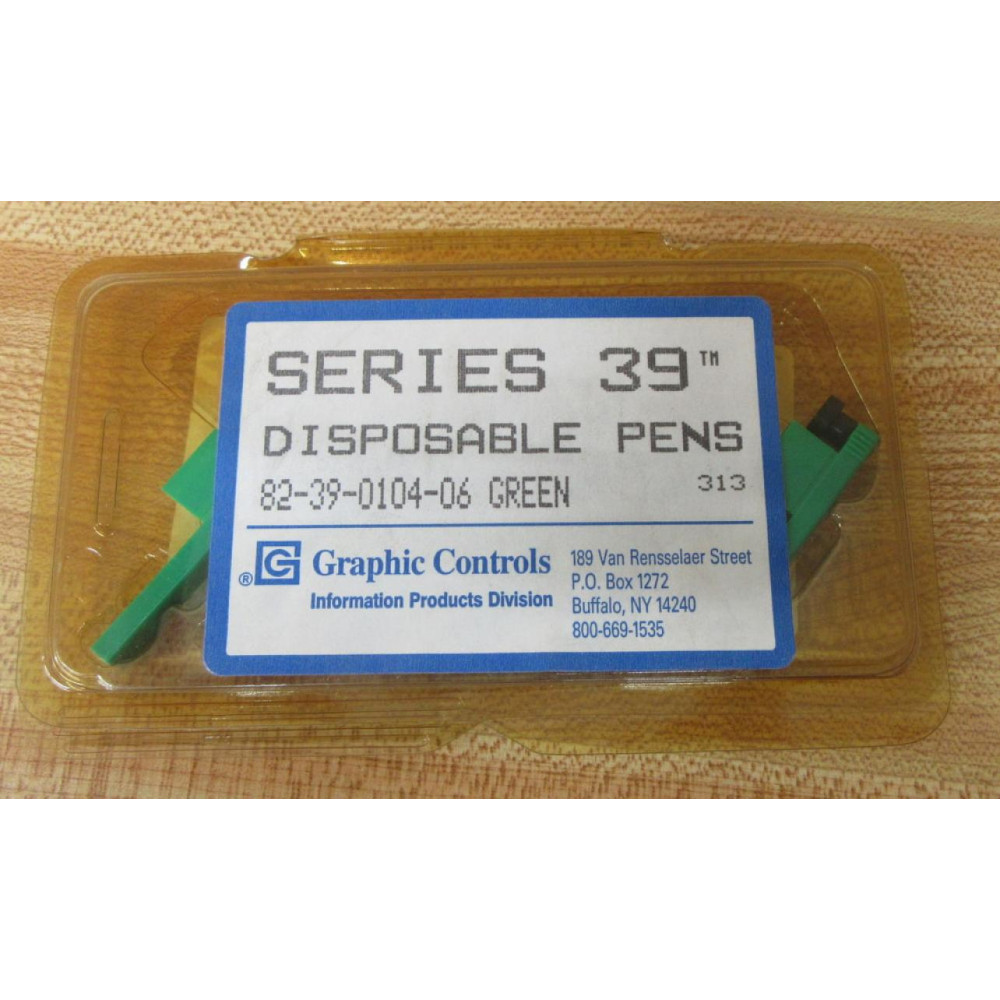 SERIES 39™
DISPOSABLE PENS
82-39-0104-06 GREEN 313
® G Graphic Controls
Information Products Division
189 Van Rensselaer Street
P.O. Box 1272
Buffalo, NY 14240
800-669-1535